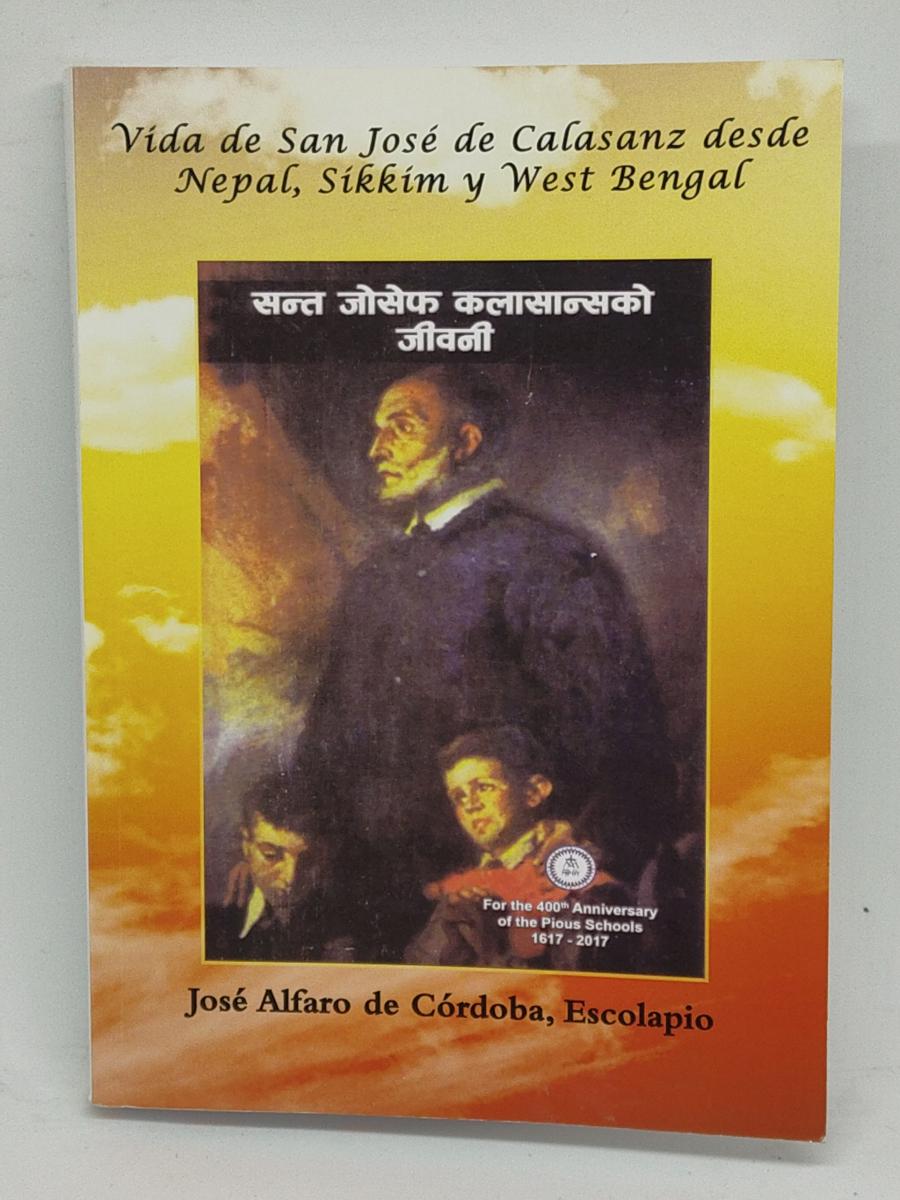 Vida de San José de Calasanz desde
Nepal, Sikkim y West Bengal
सन्त जोसेफ कलासान्सको
जीवनी
For the 400th Anniversary
of the Pious Schools
1617 - 2017
José Alfaro de Córdoba, Escolapio